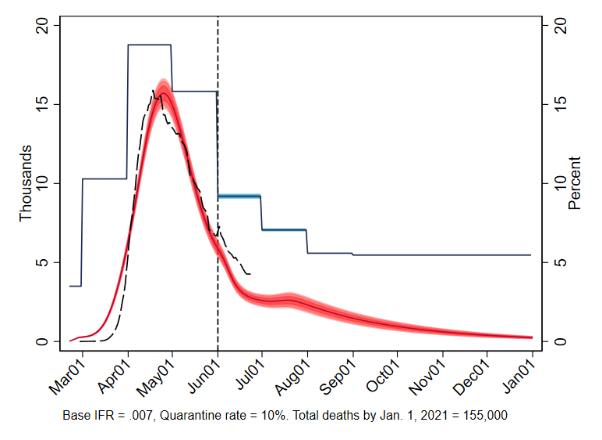 20
20
15
15
Thousands
Percent
10
10
5
5
0
0
Mar01
Apr01
May01
Jun01
Jul01
Aug01
Sep01
Oct01
Nov01
Dec01
Jan01
Base IFR = .007, Quarantine rate = 10%. Total deaths by Jan. 1, 2021 = 155,000